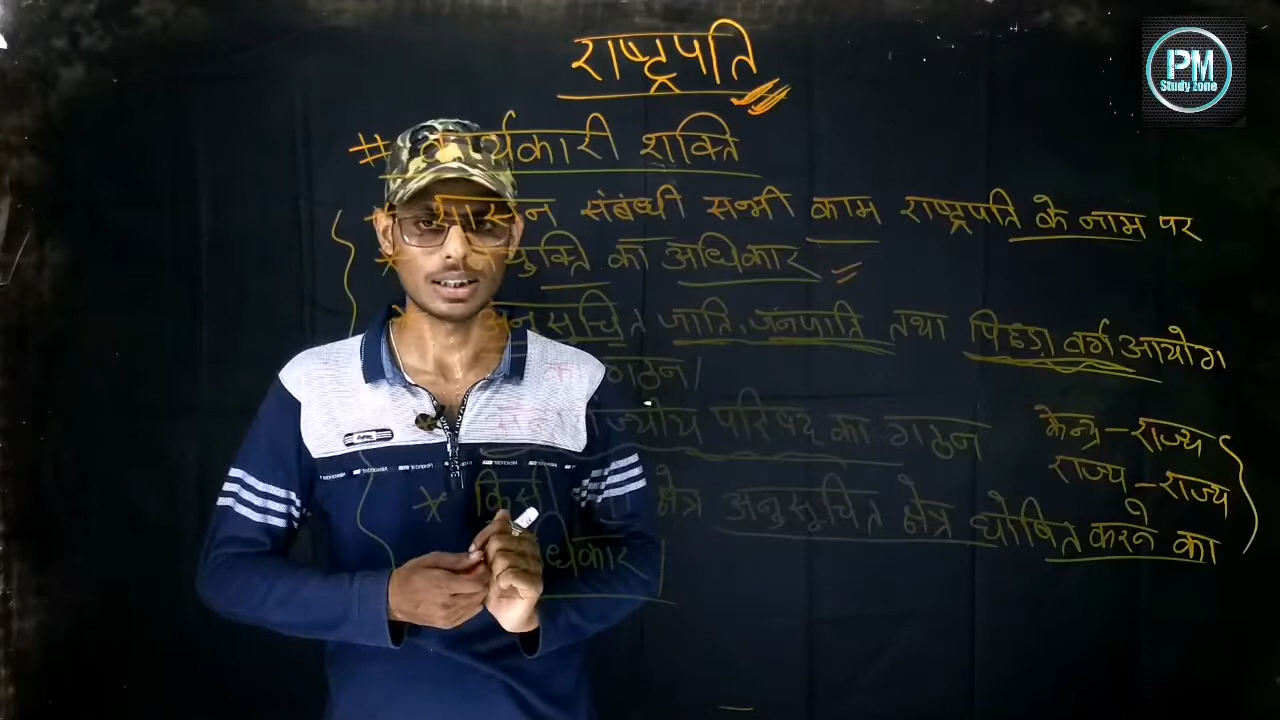 राष्ट्रपति
PM
Study zone
# कार्यकारी शक्ति
* शासन संबंधी सभी काम राष्ट्रपति के नाम पर
* युक्ति का अधिकार
* अनुसूचित जाति, जनजाति तथा पिछड़ा वर्ग आयोग
का गठन।
राज्यीय परिषद का गठन
केन्द्र - राज्य
राज्य - राज्य
* किसी क्षेत्र अनुसूचित क्षेत्र घोषित करने का
धिकार।